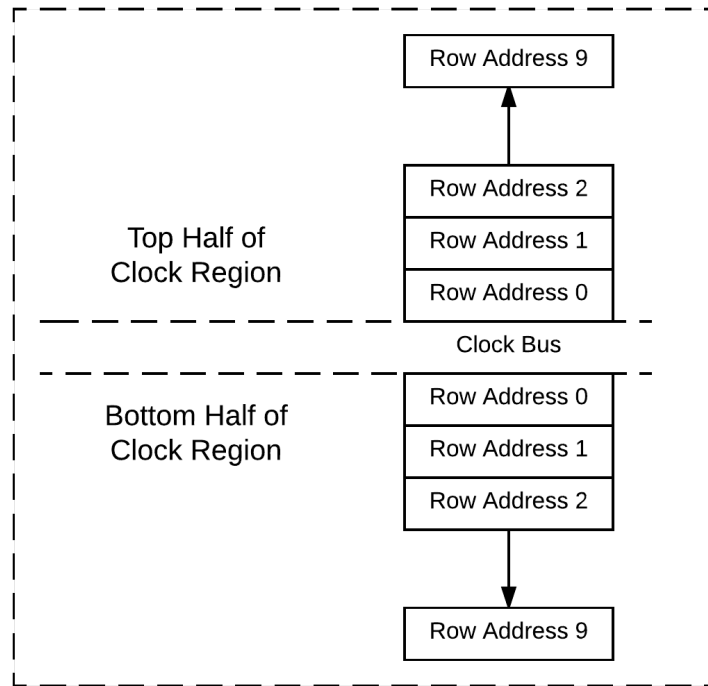 Row Address 9
Row Address 2
Row Address 1
Row Address 0
Top Half of
Clock Region
Clock Bus
Row Address 0
Row Address 1
Row Address 2
Bottom Half of
Clock Region
Row Address 9